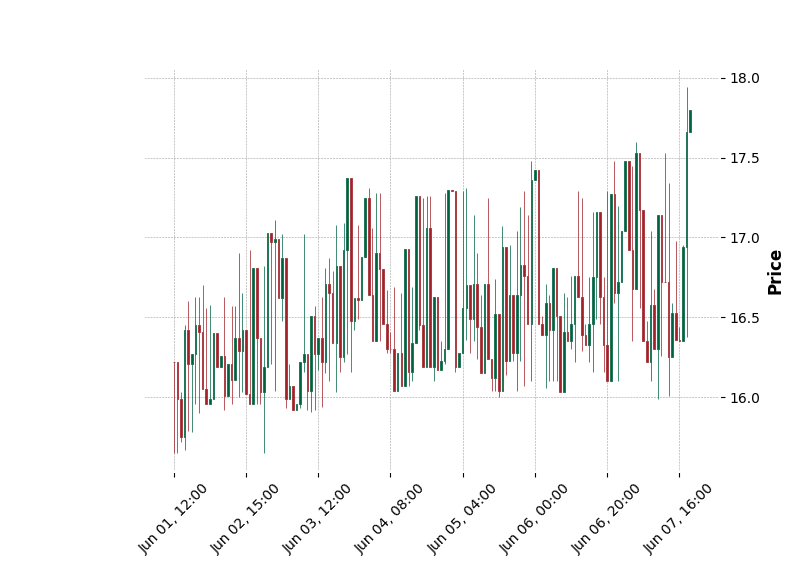 18.0
17.5
17.0
16.5
16.0
Price
Jun 01, 12:00
Jun 02, 15:00
Jun 03, 12:00
Jun 04, 08:00
Jun 05, 04:00
Jun 06, 00:00
Jun 06, 20:00
Jun 07, 16:00